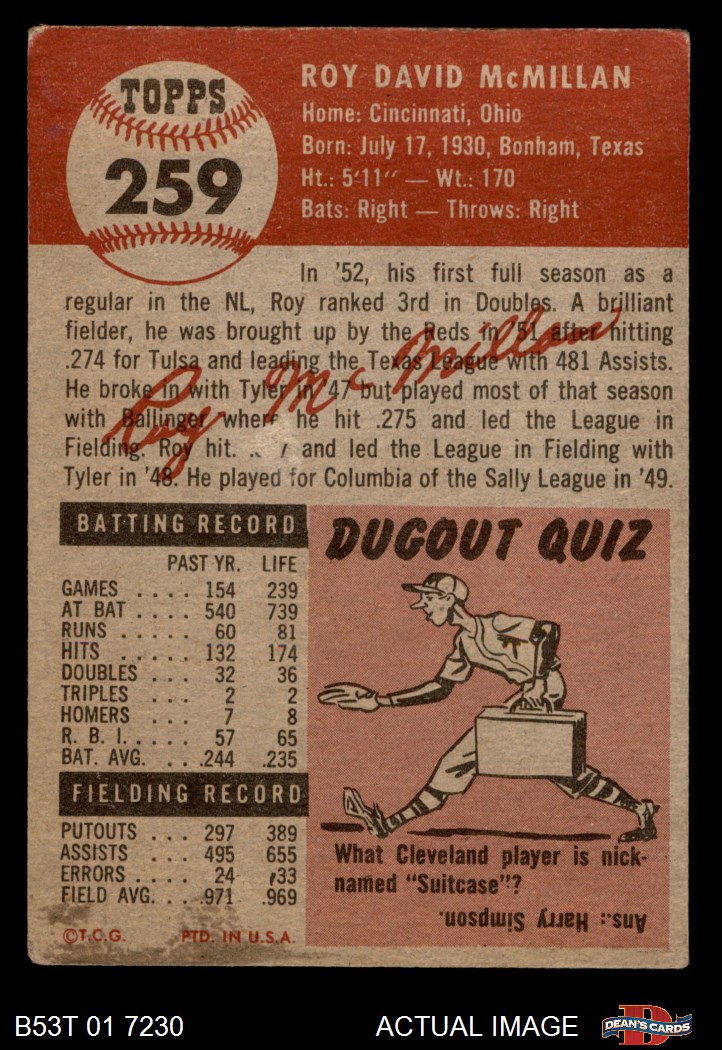 TOPPS
259
ROY DAVID McMILLAN
Home: Cincinnati, Ohio
Born: July 17, 1930, Bonham, Texas
Ht.: 5'11" — Wt.: 170
Bats: Right — Throws: Right
In '52, his first full season as a
regular in the NL, Roy ranked 3rd in Doubles. A brilliant
fielder, he was brought up by the Reds in '51 after hitting
.274 for Tulsa and leading the Texas League with 481 Assists.
He broke in with Tyler in '47 but played most of that season
with Ballinger where he hit .275 and led the League in
Fielding. Roy hit and led the League in Fielding with
Tyler in '48. He played for Columbia of the Sally League in '49.
Roy McMillan
BATTING RECORD
PAST YR. LIFE
GAMES .... 154 239
AT BAT .... 540 739
RUNS ..... 60 81
HITS ..... 132 174
DOUBLES ... 32 36
TRIPLES ... 2 2
HOMERS ... 7 8
R. B. I. .... 57 65
BAT. AVG. ... .244 .235
FIELDING RECORD
PUTOUTS ... 297 389
ASSISTS ... 495 655
ERRORS .... 24 33
FIELD AVG. ... .971 .969
©T.C.G. PTD. IN U.S.A.
DUGOUT QUIZ
T
What Cleveland player is nick-
named "Suitcase"?
Ans.: Harry Simpson.
B53T 01 7230
ACTUAL IMAGE
D
DEAN'S CARDS